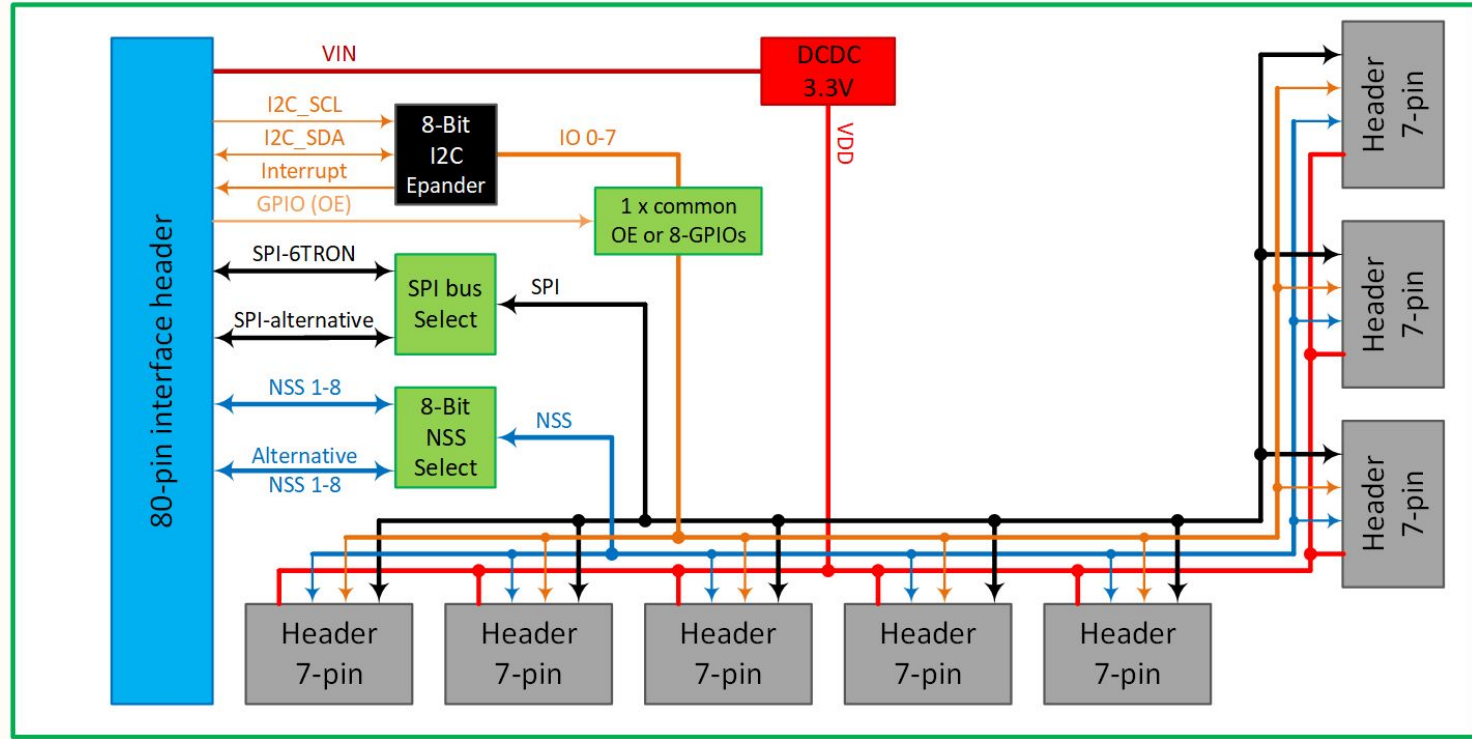 80-pin interface header
VIN
DCDC
3.3V
VDD
I2C_SCL
I2C_SDA
Interrupt
GPIO (OE)
8-Bit
I2C
Epander
IO 0-7
1 x common
OE or 8-GPIOs
SPI-6TRON
SPI-alternative
SPI bus
Select
SPI
NSS 1-8
Alternative
NSS 1-8
8-Bit
NSS
Select
NSS
Header
7-pin
Header
7-pin
Header
7-pin
Header
7-pin
Header
7-pin
Header
7-pin
Header
7-pin
Header
7-pin